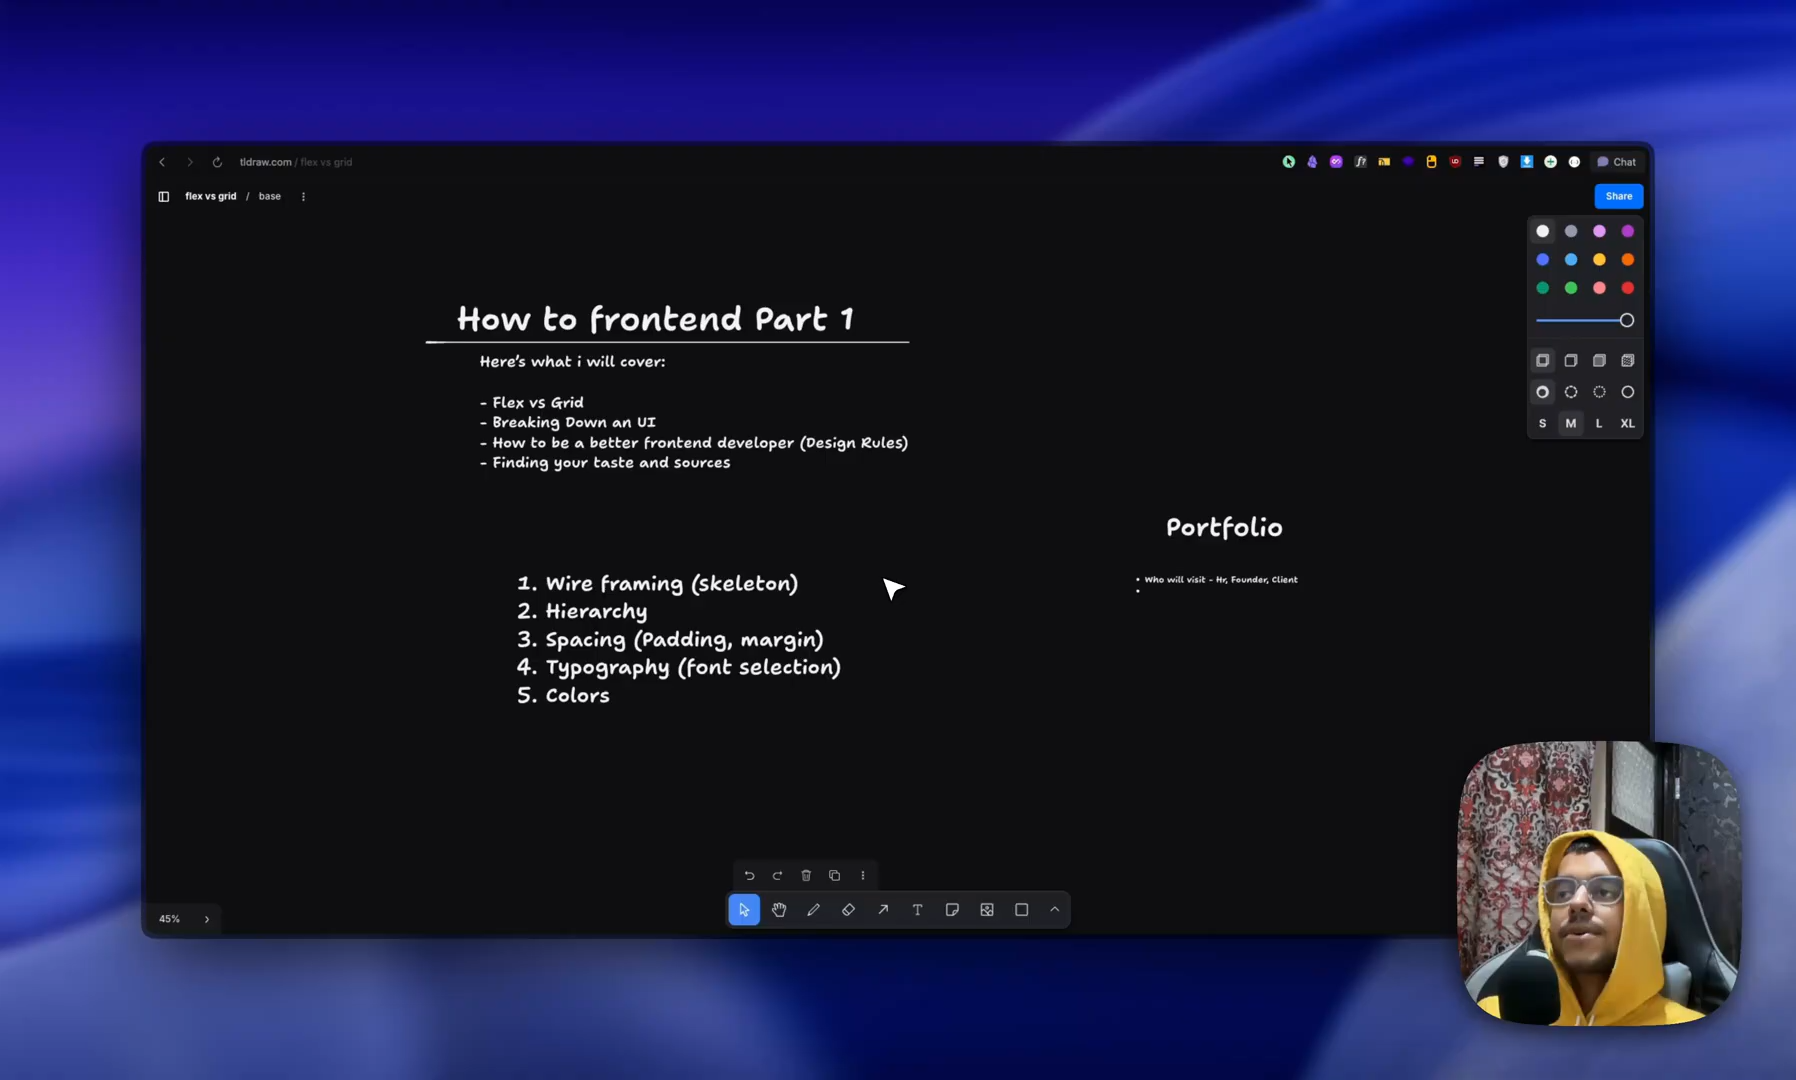 tldraw.com / flex vs grid
Chat
flex vs grid / base
Share
How to frontend Part 1
Here's what i will cover:
- Flex vs Grid
- Breaking Down an UI
- How to be a better frontend developer (Design Rules)
- Finding your taste and sources
S M L XL
Portfolio
• Who will visit - Hr, Founder, Client
•
1. Wire framing (skeleton)
2. Hierarchy
3. Spacing (Padding, margin)
4. Typography (font selection)
5. Colors
45%